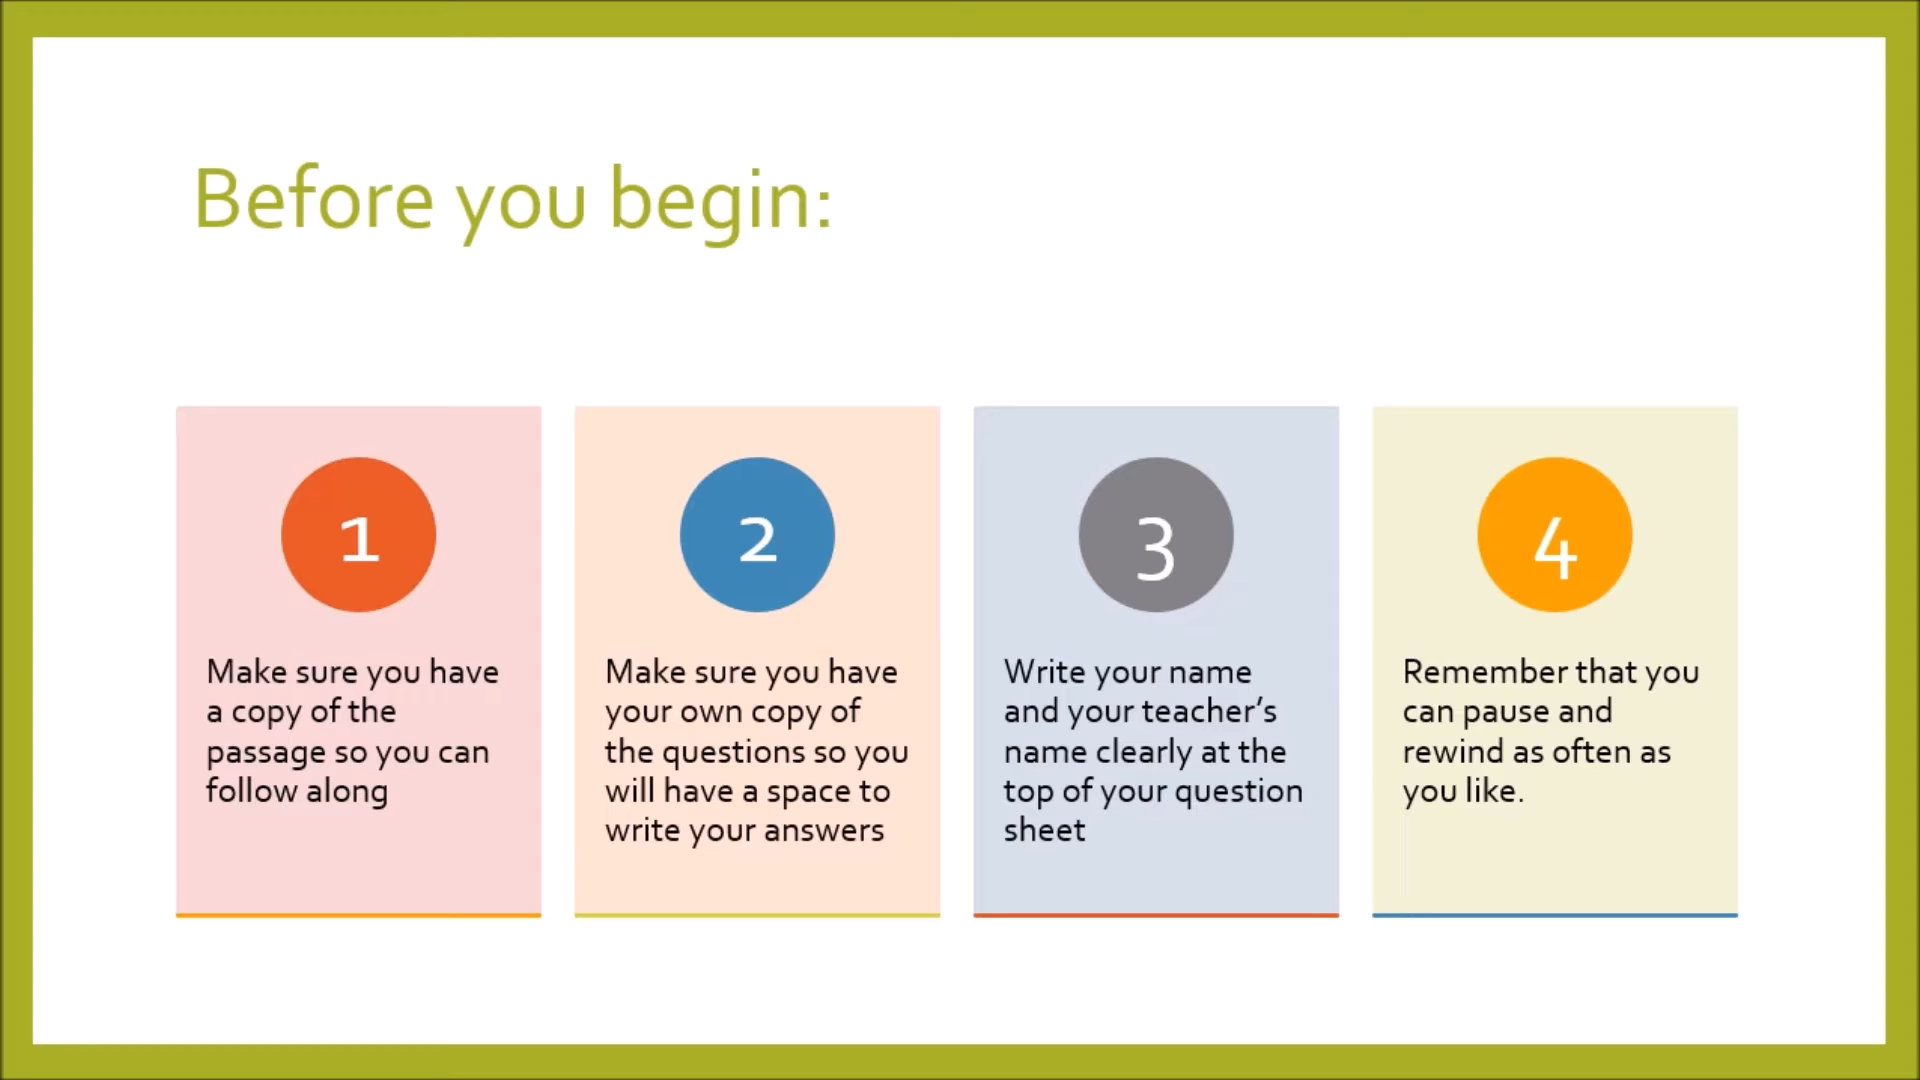 Before you begin:
1
Make sure you have
a copy of the
passage so you can
follow along
2
Make sure you have
your own copy of
the questions so you
will have a space to
write your answers
3
Write your name
and your teacher’s
name clearly at the
top of your question
sheet
4
Remember that you
can pause and
rewind as often as
you like.